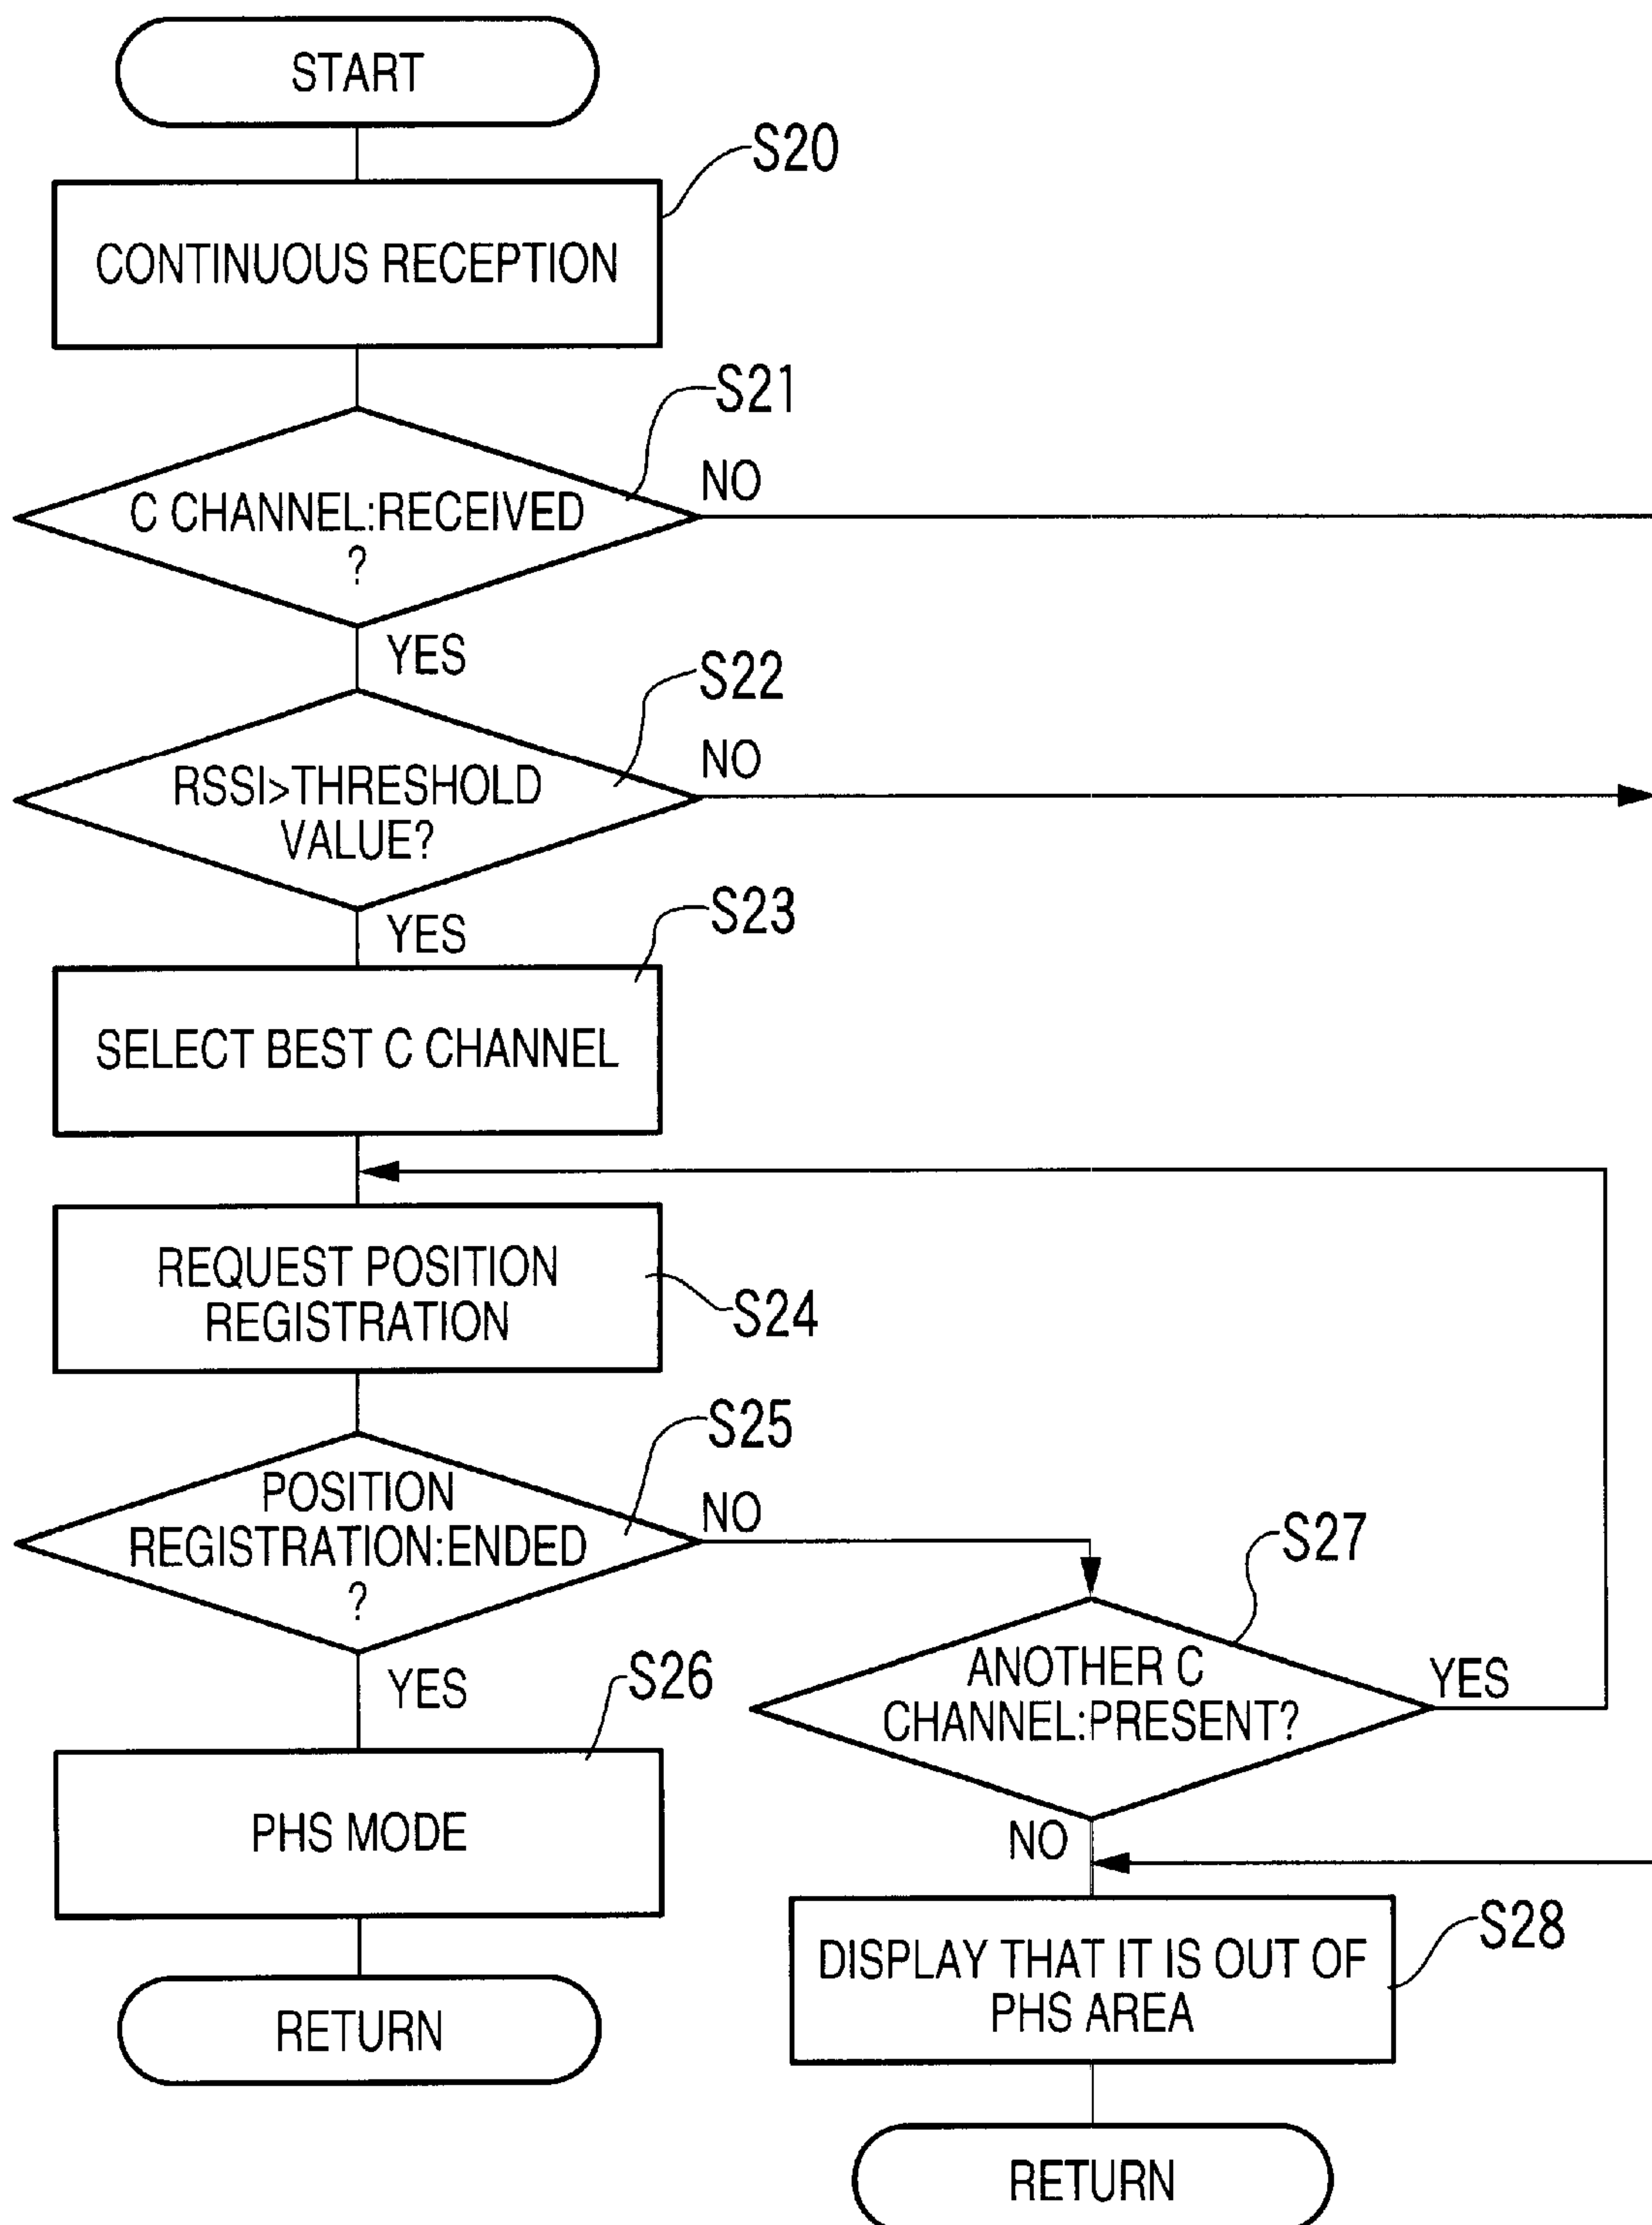 START
S20
CONTINUOUS RECEPTION
S21
NO
C CHANNEL:RECEIVED
?
YES
S22
NO
RSSI>THRESHOLD
VALUE?
YES
S23
SELECT BEST C CHANNEL
REQUEST POSITION
REGISTRATION
S24
S25
POSITION
REGISTRATION:ENDED
?
NO
S27
ANOTHER C
CHANNEL:PRESENT?
YES
YES
S26
PHS MODE
NO
S28
DISPLAY THAT IT IS OUT OF
PHS AREA
RETURN
RETURN